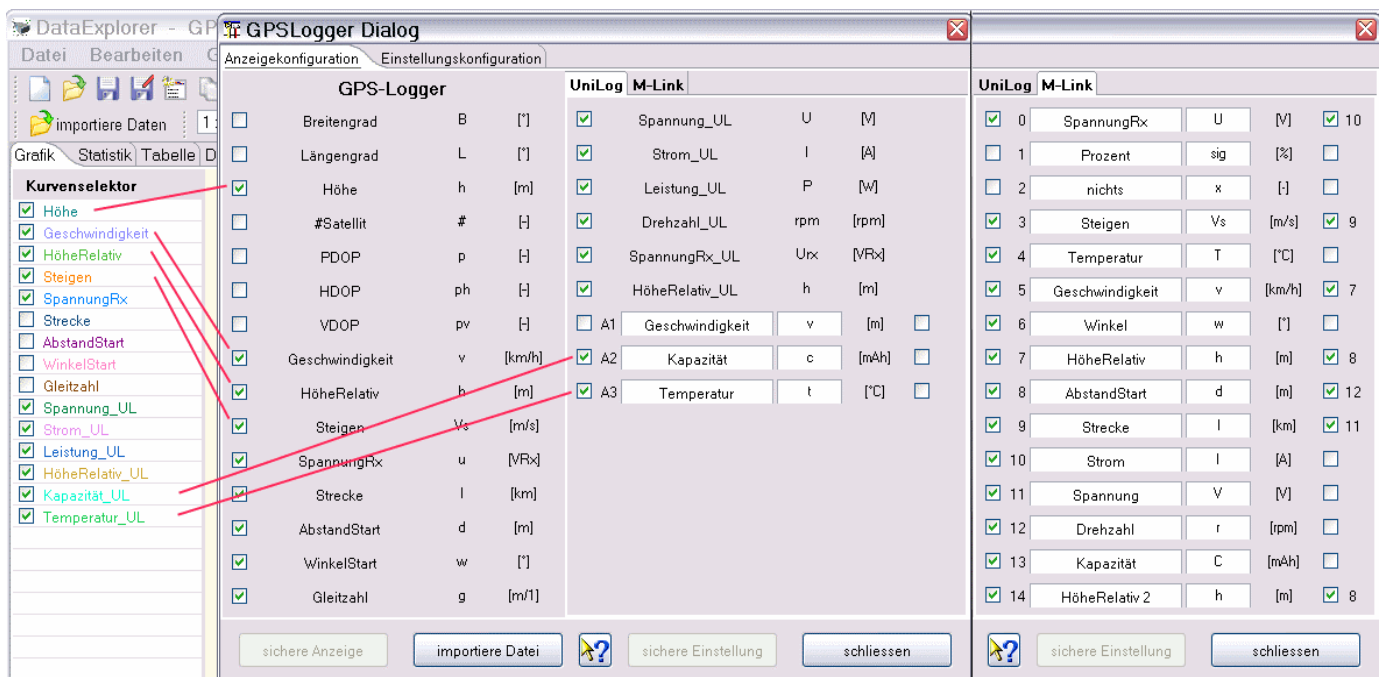 DataExplorer - GP
Datei Bearbeiten G
importiere Daten 1
Grafik Statistik Tabelle D
Kurvenselektor
Höhe
Geschwindigkeit
HöheRelativ
Steigen
SpannungRx
Strecke
AbstandStart
WinkelStart
Gleitzahl
Spannung_UL
Strom_UL
Leistung_UL
HöheRelativ_UL
Kapazität_UL
Temperatur_UL
GPSLogger Dialog
Anzeigekonfiguration Einstellungskonfiguration
GPS-Logger
Breitengrad B [°]
Längengrad L [°]
Höhe h [m]
#Satellit # [-]
PDOP p [-]
HDOP ph [-]
VDOP pv [-]
Geschwindigkeit v [km/h]
HöheRelativ h [m]
Steigen Vs [m/s]
SpannungRx u [VRx]
Strecke l [km]
AbstandStart d [m]
WinkelStart w [°]
Gleitzahl g [m/1]
sichere Anzeige importiere Datei
UniLog M-Link
Spannung_UL U [V]
Strom_UL I [A]
Leistung_UL P [W]
Drehzahl_UL rpm [rpm]
SpannungRx_UL Urx [VRx]
HöheRelativ_UL h [m]
A1 Geschwindigkeit v [m]
A2 Kapazität c [mAh]
A3 Temperatur t [°C]
? sichere Einstellung schliessen
UniLog M-Link
0 SpannungRx U [V] 10
1 Prozent sig [%]
2 nichts x [-]
3 Steigen Vs [m/s] 9
4 Temperatur T [°C]
5 Geschwindigkeit v [km/h] 7
6 Winkel w [°]
7 HöheRelativ h [m] 8
8 AbstandStart d [m] 12
9 Strecke l [km] 11
10 Strom I [A]
11 Spannung V [V]
12 Drehzahl r [rpm]
13 Kapazität C [mAh]
14 HöheRelativ 2 h [m] 8
? sichere Einstellung schliessen